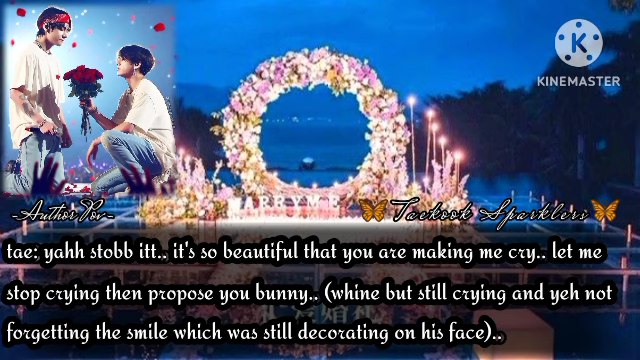 KINEMASTER
MARRY ME
-Author Pov-
🦋Taekook Sparklers🦋
tae: yahh stobb itt.. it's so beautiful that you are making me cry.. let me
stop crying then propose you bunny.. (whine but still crying and yeh not
forgetting the smile which was still decorating on his face)..